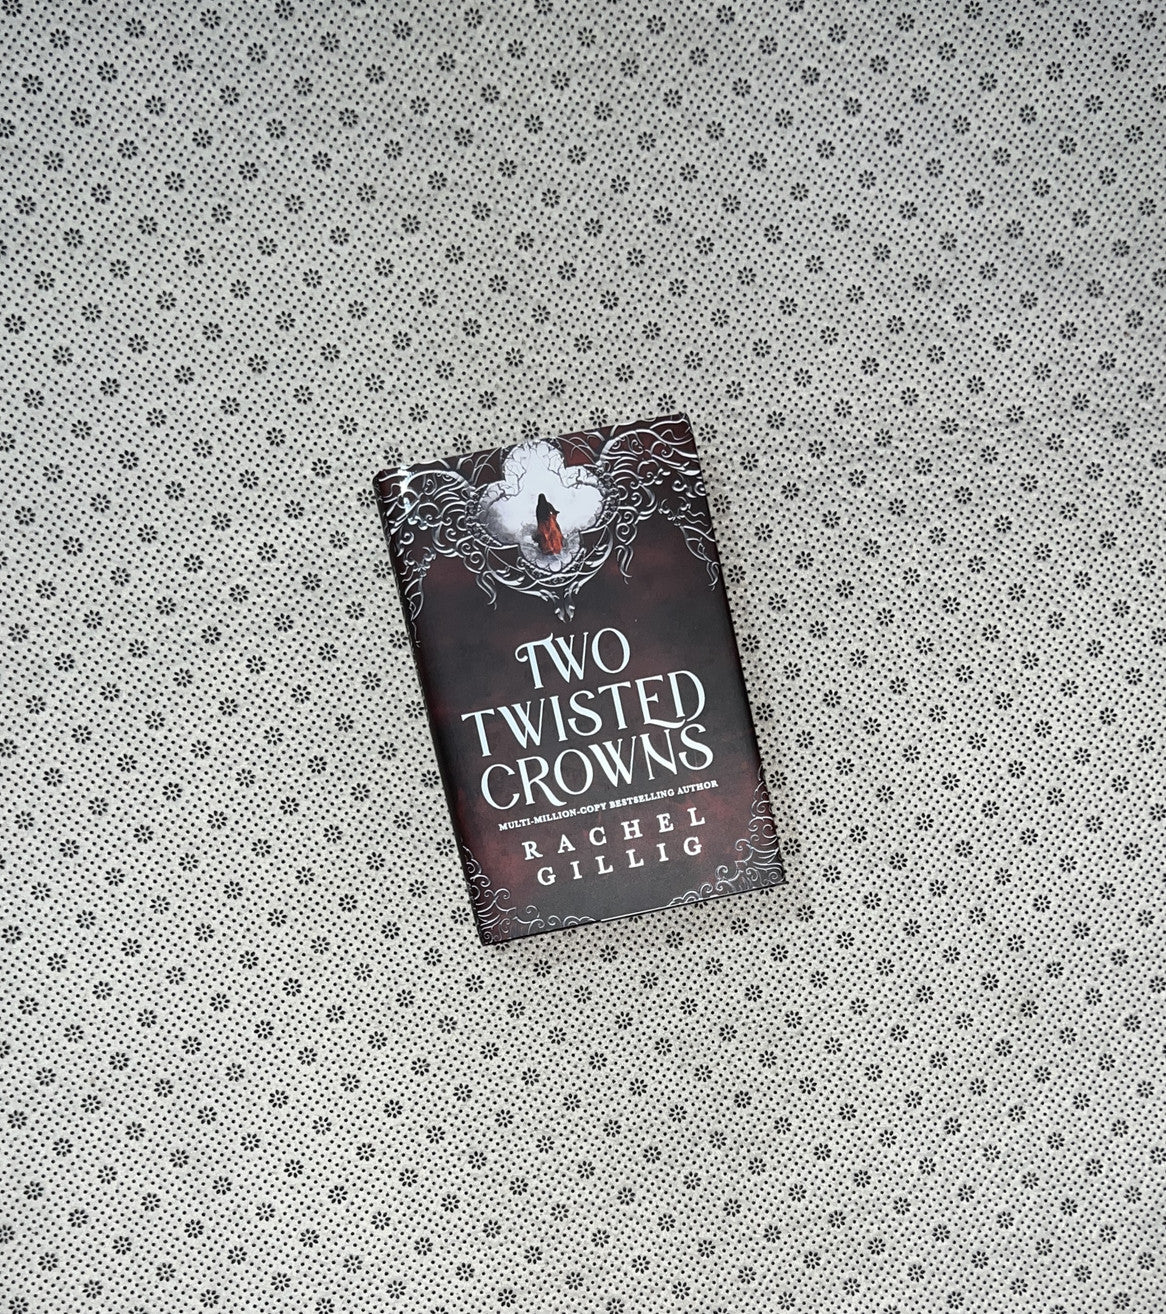 TWO
TWISTED
CROWNS
MULTI-MILLION-COPY BESTSELLING AUTHOR
RACHEL
GILLIG